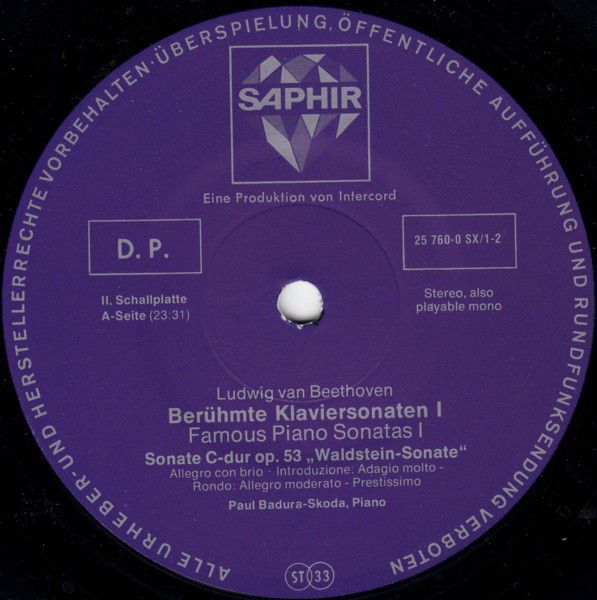 ALLE URHEBER- UND HERSTELLERRECHTE VORBEHALTEN · ÜBERSPIELUNG, ÖFFENTLICHE AUFFÜHRUNG UND RUNDFUNKSENDUNG VERBOTEN
SAPHIR
Eine Produktion von Intercord
D. P.
25 760-0 SX/1-2
II. Schallplatte
A-Seite (23:31)
Stereo, also
playable mono
Ludwig van Beethoven
Berühmte Klaviersonaten I
Famous Piano Sonatas I
Sonate C-dur op. 53 „Waldstein-Sonate“
Allegro con brio · Introduzione: Adagio molto -
Rondo: Allegro moderato - Prestissimo
Paul Badura-Skoda, Piano
ST 33